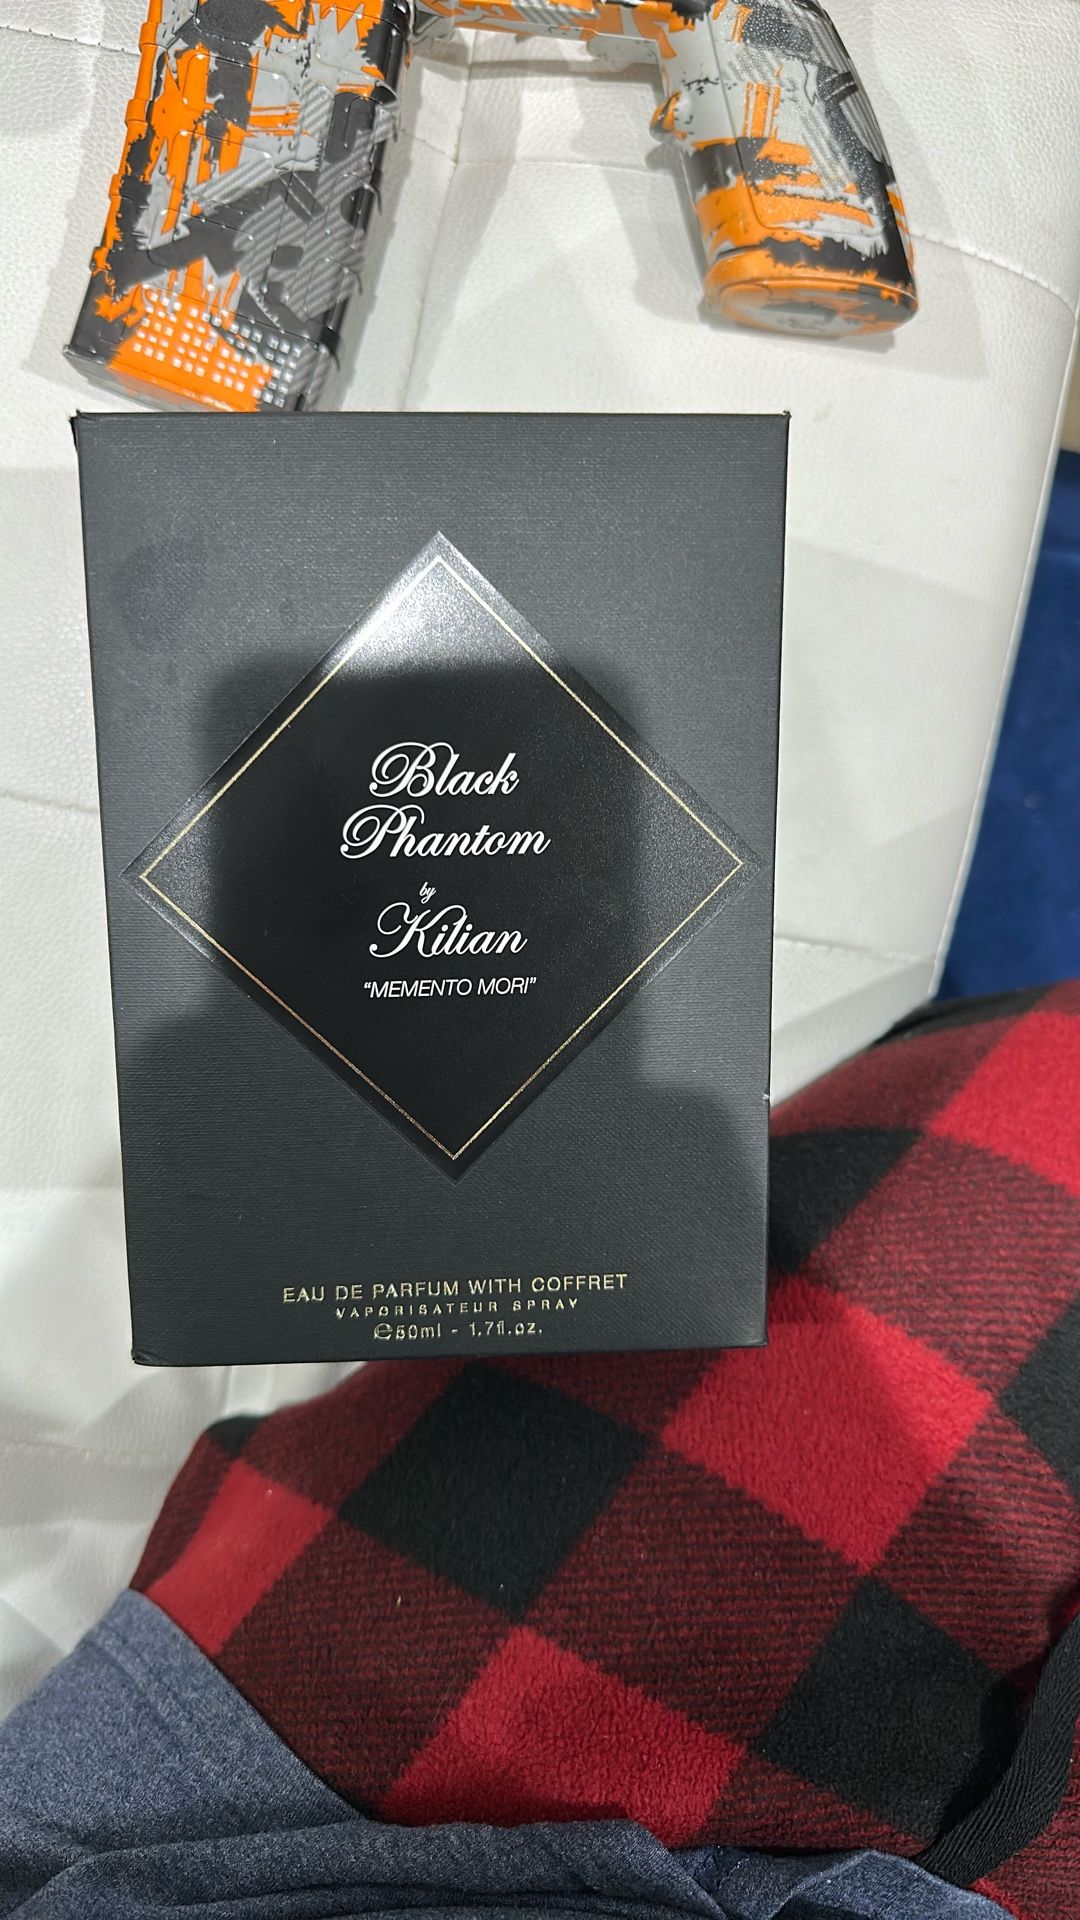 Black
Phantom
by
Kilian
"MEMENTO MORI"
EAU DE PARFUM WITH COFFRET
VAPORISATEUR SPRAY
℮50ml - 1.7fl.oz.